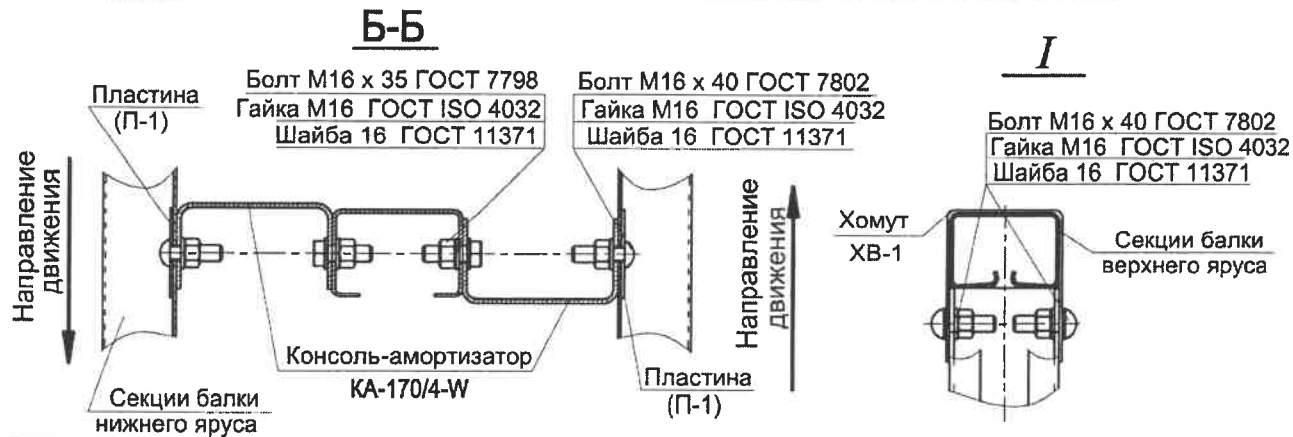 Б-Б
I
Болт М16 х 35 ГОСТ 7798
Гайка М16 ГОСТ ISO 4032
Шайба 16 ГОСТ 11371
Болт М16 х 40 ГОСТ 7802
Гайка М16 ГОСТ ISO 4032
Шайба 16 ГОСТ 11371
Пластина
(П-1)
Направление
движения
Консоль-амортизатор
КА-170/4-W
Секции балки
нижнего яруса
Пластина
(П-1)
Направление
движения
Болт М16 х 40 ГОСТ 7802
Гайка М16 ГОСТ ISO 4032
Шайба 16 ГОСТ 11371
Хомут
ХВ-1
Секции балки
верхнего яруса